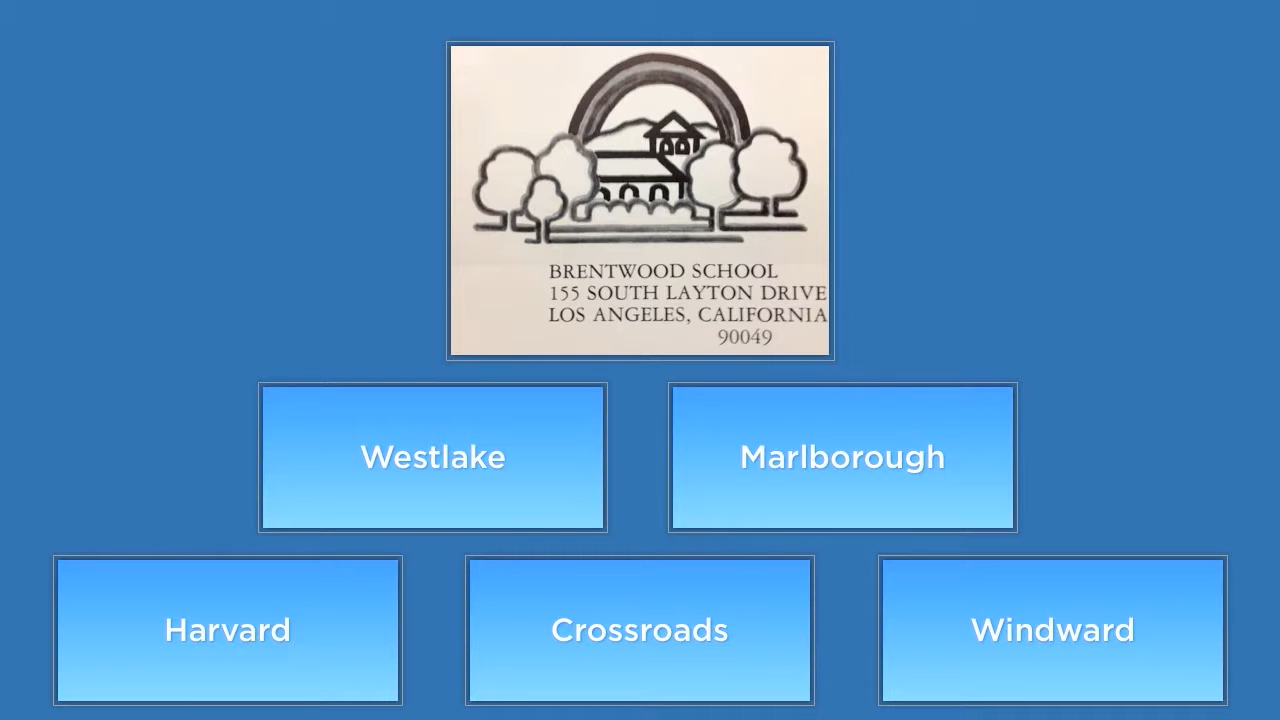 BRENTWOOD SCHOOL
155 SOUTH LAYTON DRIVE
LOS ANGELES, CALIFORNIA
90049
Westlake
Marlborough
Harvard
Crossroads
Windward